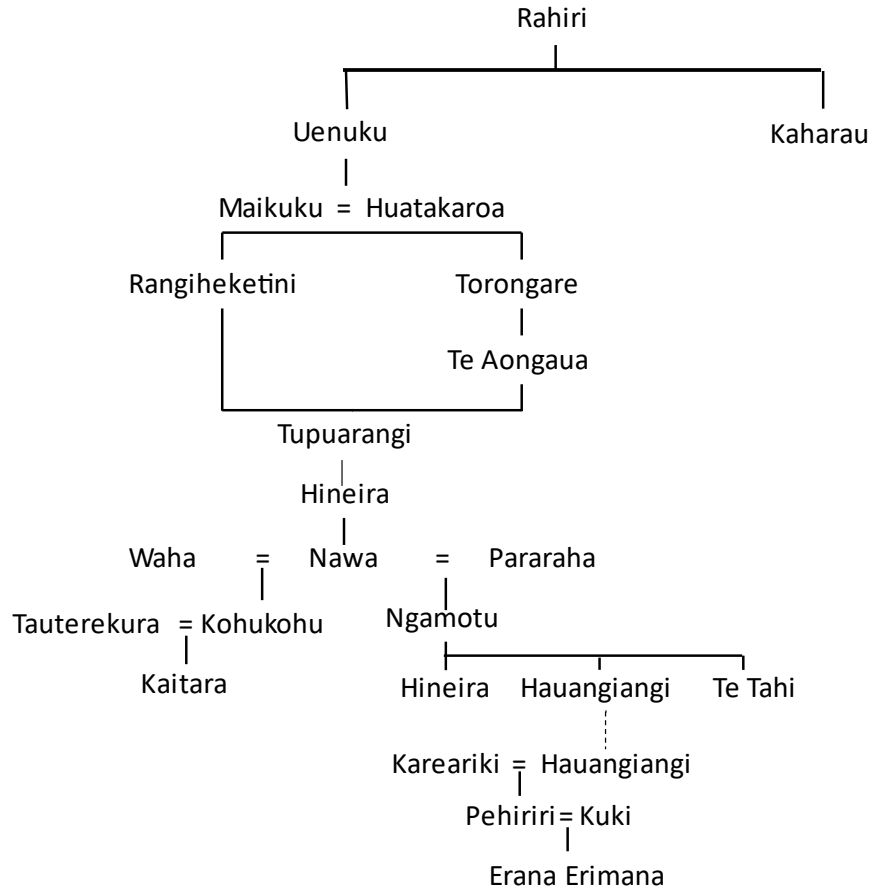 Rahiri
Uenuku Kaharau
Maikuku = Huatakaroa
Rangiheketini Torongare
Te Aongaua
Tupuarangi
Hineira
Waha = Nawa = Pararaha
Tauterekura = Kohukohu Ngamotu
Kaitara Hineira Hauangiangi Te Tahi
Kareariki = Hauangiangi
Pehiriri = Kuki
Erana Erimana